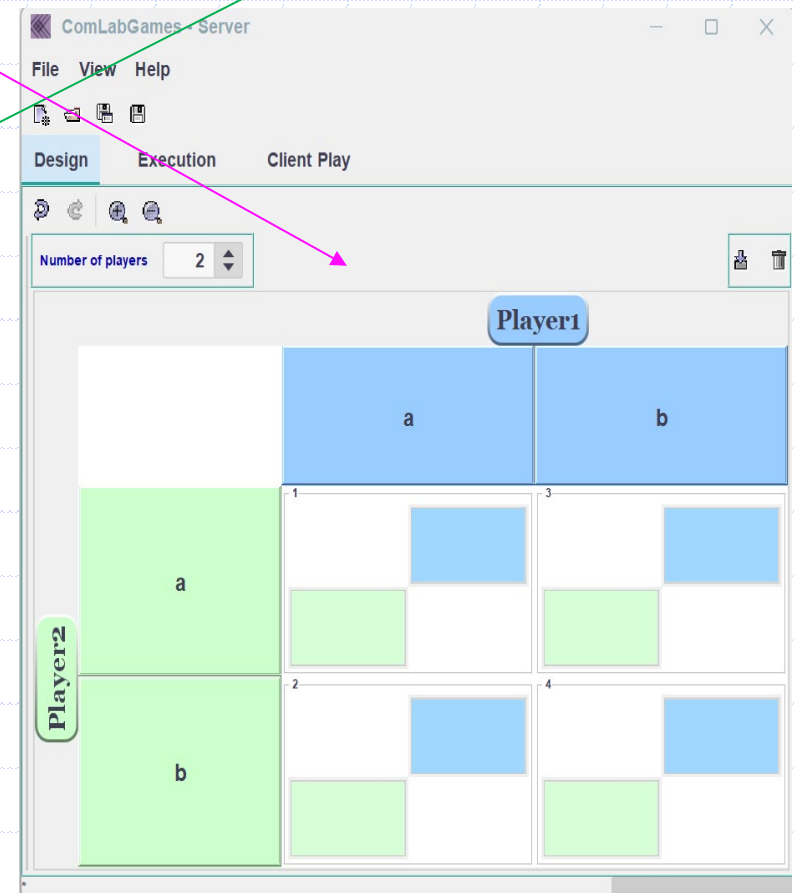 ComLabGames - Server
File View Help
Design Execution Client Play
Number of players 2
Player1
a b
1 3
a
Player2
2 4
b
*